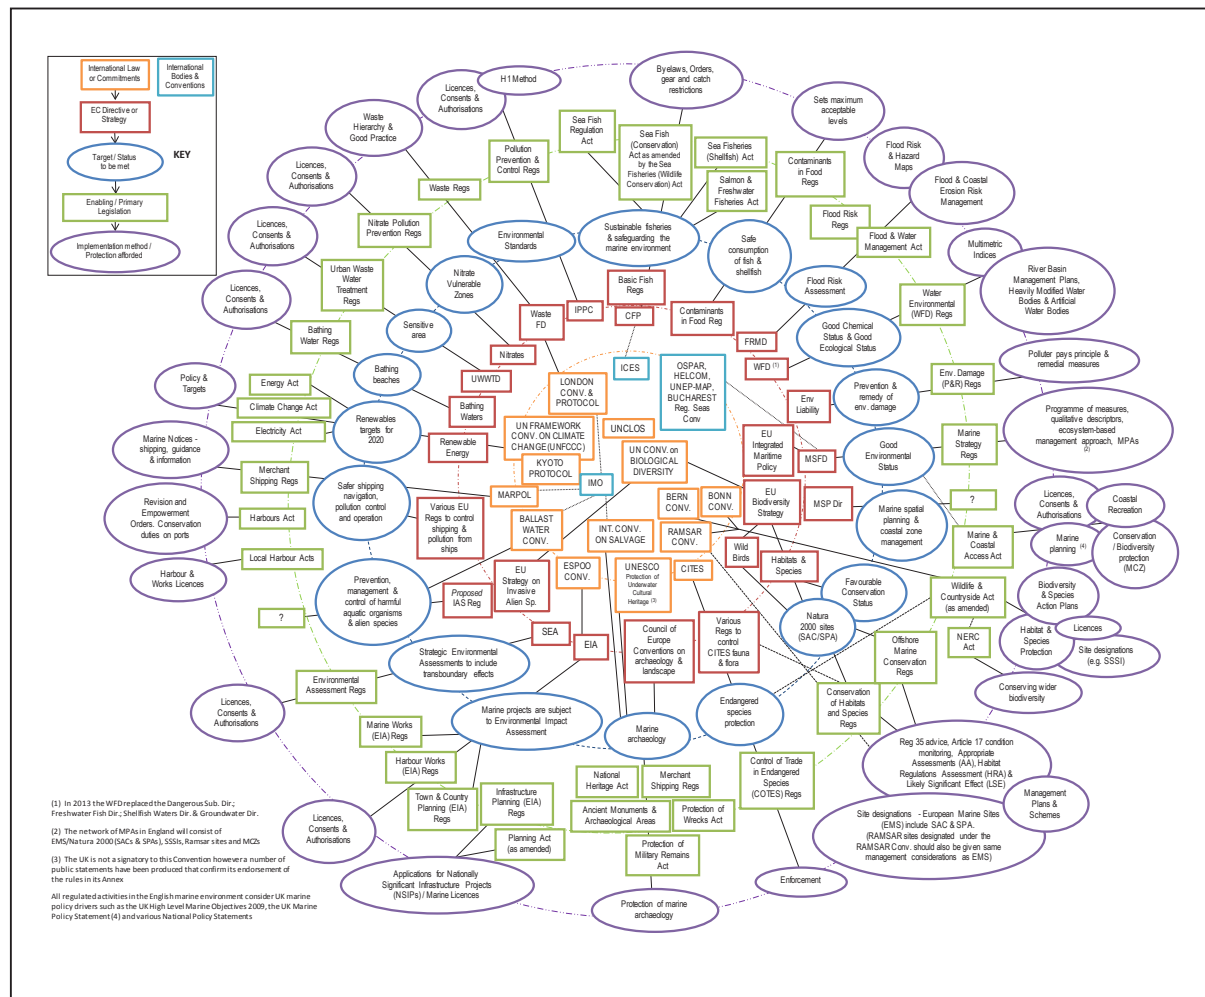 International Law
or Commitments
International
Bodies &
Conventions
EC Directive or
Strategy
Target / Status
to be met
KEY
Enabling / Primary
Legislation
Implementation method /
Protection afforded
H1 Method
Licences,
Consents &
Authorisations
Byelaws, Orders,
gear and catch
restrictions
Sets maximum
acceptable
levels
Waste
Hierarchy &
Good Practice
Flood Risk
& Hazard
Maps
Flood & Coastal
Erosion Risk
Management
Licences,
Consents &
Authorisations
Licences,
Consents &
Authorisations
Licences,
Consents &
Authorisations
Multimetric
Indices
River Basin
Management Plans,
Heavily Modified Water
Bodies & Artificial
Water Bodies
Sea Fish
Regulation
Act
Sea Fish
(Conservation)
Act as amended
by the Sea
Fisheries (Wildlife
Conservation) Act
Sea Fisheries
(Shellfish) Act
Salmon &
Freshwater
Fisheries Act
Contaminants
in Food
Regs
Pollution
Prevention &
Control Regs
Waste Regs
Nitrate Pollution
Prevention Regs
Urban Waste
Water
Treatment
Regs
Bathing
Water Regs
Flood Risk
Regs
Flood & Water
Management Act
Water
Environmental
(WFD) Regs
Environmental
Standards
Sustainable fisheries
& safeguarding the
marine environment
Safe
consumption
of fish &
shellfish
Nitrate
Vulnerable
Zones
Flood Risk
Assessment
Sensitive
area
Good Chemical
Status & Good
Ecological Status
Bathing
beaches
Basic Fish
Regs
CFP
IPPC
Waste
FD
Nitrates
UWWTD
Bathing
Waters
Renewable
Energy
Contaminants
in Food Reg
FRMD
WFD (1)
Env
Liability
Prevention &
remedy of
env. damage
Env. Damage
(P&R) Regs
Polluter pays principle &
remedial measures
Policy &
Targets
Energy Act
Climate Change Act
Electricity Act
Renewables
targets for
2020
ICES
OSPAR,
HELCOM,
UNEP-MAP,
BUCHAREST
Reg. Seas
Conv
LONDON
CONV. &
PROTOCOL
UNCLOS
UN FRAMEWORK
CONV. ON CLIMATE
CHANGE(UNFCCC)
KYOTO
PROTOCOL
UN CONV. on
BIOLOGICAL
DIVERSITY
EU
Integrated
Maritime
Policy
MSFD
Good
Environmental
Status
Marine
Strategy
Regs
Programme of measures,
qualitative descriptors,
ecosystem-based
management approach, MPAs
(2)
Marine Notices -
shipping, guidance
& information
Merchant
Shipping Regs
Safer shipping
navigation,
pollution control
and operation
MARPOL
IMO
BERN
CONV.
BONN
CONV.
EU
Biodiversity
Strategy
MSP Dir
Marine spatial
planning &
coastal zone
management
?
Licences,
Consents &
Authorisations
Coastal
Recreation
Revision and
Empowerment
Orders. Conservation
duties on ports
Harbours Act
Various EU
Regs to control
shipping &
pollution from
ships
BALLAST
WATER
CONV.
INT. CONV.
ON SALVAGE
RAMSAR
CONV.
Wild
Birds
Habitats &
Species
Marine &
Coastal
Access Act
Marine
planning (4)
Conservation
/ Biodiversity
protection
(MCZ)
Local Harbour Acts
Harbour &
Works Licences
Prevention,
management &
control of harmful
aquatic organisms
& alien species
Proposed
IAS Reg
EU
Strategy on
Invasive
Alien Sp.
ESPOO
CONV.
UNESCO
Protection of
Underwater
Cultural
Heritage (3)
CITES
Favourable
Conservation
Status
Wildlife &
Countryside Act
(as amended)
Biodiversity
& Species
Action Plans
?
SEA
EIA
Council of
Europe
Conventions on
archaeology &
landscape
Various
Regs to
control
CITES fauna
& flora
Natura
2000 sites
(SAC/SPA)
NERC
Act
Habitat &
Species
Protection
Licences
Site designations
(e.g. SSSI)
Strategic Environmental
Assessments to include
transboundary effects
Offshore
Marine
Conservation
Regs
Conserving wider
biodiversity
Environmental
Assessment Regs
Licences,
Consents &
Authorisations
Marine projects are subject
to Environmental Impact
Assessment
Marine
archaeology
Endangered
species
protection
Conservation
of Habitats
and Species
Regs
Marine Works
(EIA) Regs
Harbour Works
(EIA) Regs
Town & Country
Planning (EIA)
Regs
Infrastructure
Planning (EIA)
Regs
Planning Act
(as amended)
National
Heritage Act
Merchant
Shipping Regs
Ancient Monuments &
Archaeological Areas
Protection of
Wrecks Act
Protection of
Military Remains
Act
Control of Trade
in Endangered
Species
(COTES) Regs
Reg 35 advice, Article 17 condition
monitoring, Appropriate
Assessments (AA), Habitat
Regulations Assessment (HRA) &
Likely Significant Effect (LSE)
Management
Plans &
Schemes
Site designations - European Marine Sites
(EMS) include SAC & SPA.
(RAMSAR sites designated under the
RAMSAR Conv. should also be given same
management considerations as EMS)
Licences,
Consents &
Authorisations
Applications for Nationally
Significant Infrastructure Projects
(NSIPs) / Marine Licences
Enforcement
Protection of marine
archaeology
(1) In 2013 the WFD replaced the Dangerous Sub. Dir.;
Freshwater Fish Dir.; Shellfish Waters Dir. & Groundwater Dir.
(2) The network of MPAs in England will consist of
EMS/Natura 2000 (SACs & SPAs), SSSIs, Ramsar sites and MCZs
(3) The UK is not a signatory to this Convention however a number of
public statements have been produced that confirm its endorsement of
the rules in its Annex
All regulated activities in the English marine environment consider UK marine
policy drivers such as the UK High Level Marine Objectives 2009, the UK Marine
Policy Statement (4) and various National Policy Statements